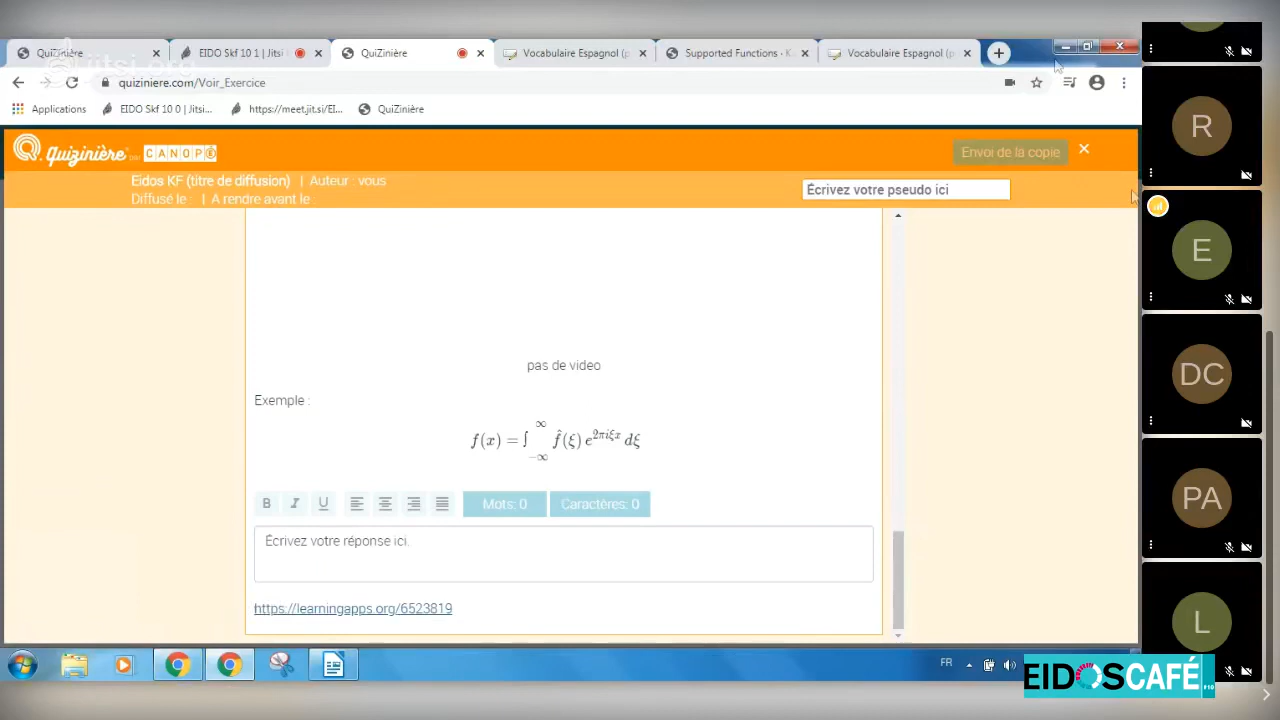 jitsi.org
QuiZinière
EIDO Skf 10 1 | Jitsi
QuiZinière
Vocabulaire Espagnol (p
Supported Functions - K
Vocabulaire Espagnol (p
quiziniere.com/Voir_Exercice
Applications
EIDO Skf 10 0 | Jitsi...
https://meet.jit.si/EI...
QuiZinière
Quizinière
CANOPÉ
Envoi de la copie
Eidos KF (titre de diffusion) | Auteur : vous
Diffusé le : | A rendre avant le :
Écrivez votre pseudo ici
pas de video
Exemple :
f(x) = ∫_{-∞}^{∞} f̂(ξ) e^{2πiξx} dξ
B I U
Mots: 0
Caractères: 0
Écrivez votre réponse ici.
https://learningapps.org/6523819
FR
R
E
DC
PA
L
EIDOSCAFÉ